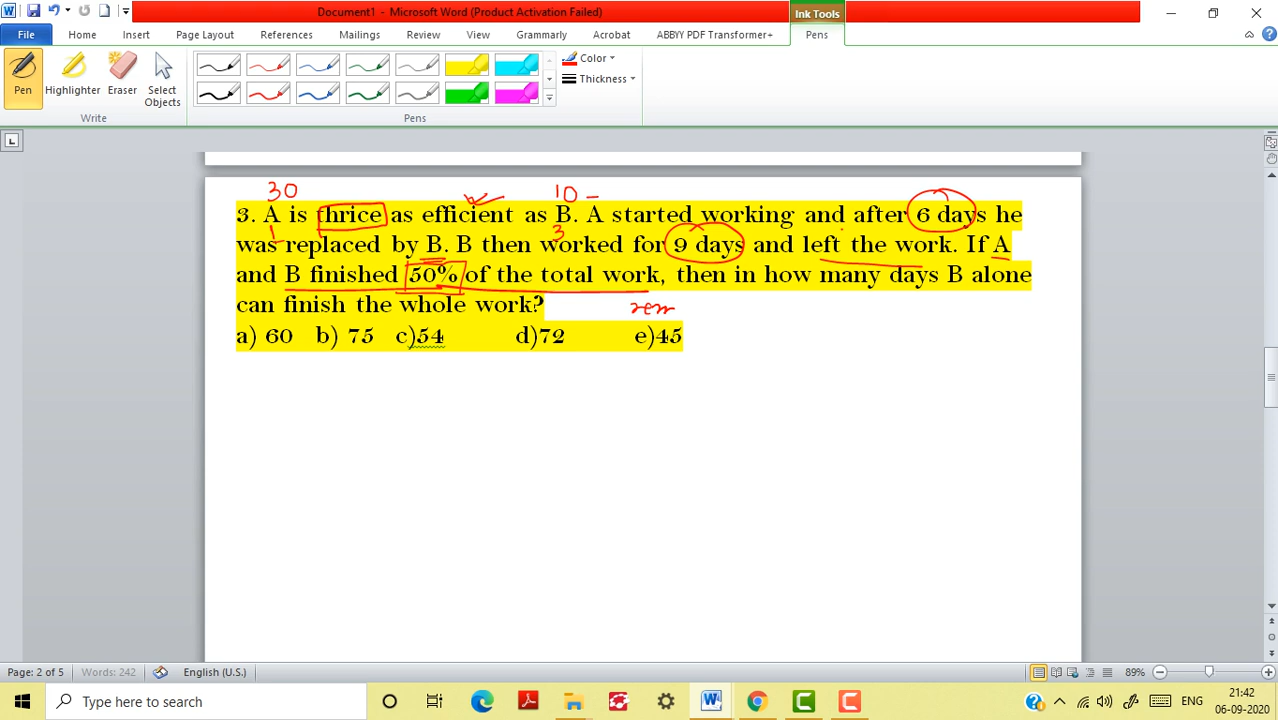 Document1 - Microsoft Word (Product Activation Failed)
Ink Tools
File Home Insert Page Layout References Mailings Review View Grammarly Acrobat ABBYY PDF Transformer+ Pens
Pen Highlighter Eraser Select Objects
Color
Thickness
Write
Pens
30 10
3. A is thrice as efficient as B. A started working and after 6 days he
1 3
was replaced by B. B then worked for 9 days and left the work. If A
and B finished 50% of the total work, then in how many days B alone
can finish the whole work?
rem
a) 60 b) 75 c)54 d)72 e)45
Page: 2 of 5 Words: 242 English (U.S.) 89%
Type here to search
ENG
21:42
06-09-2020